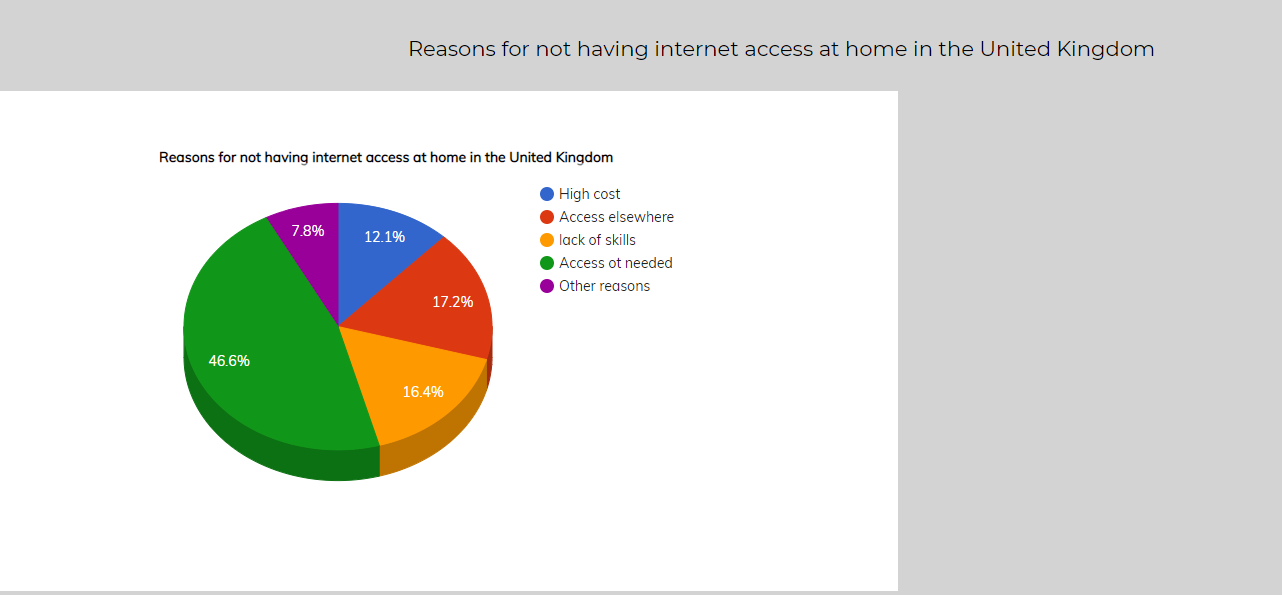 Reasons for not having internet access at home in the United Kingdom
Reasons for not having internet access at home in the United Kingdom
High cost
Access elsewhere
lack of skills
Access ot needed
Other reasons
7.8%
12.1%
17.2%
46.6%
16.4%